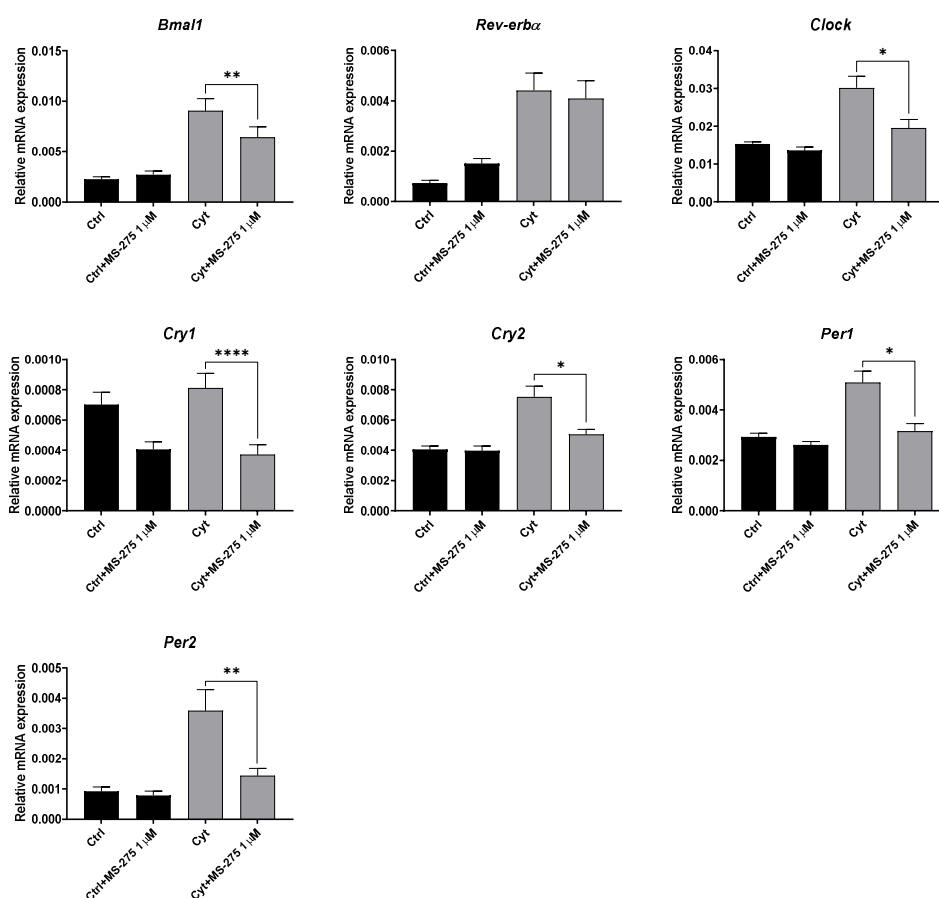 Bmal1
Relative mRNA expression
0.015
0.010
0.005
0.000
**
Ctrl
Ctrl+MS-275 1 μM
Cyt
Cyt+MS-275 1 μM
Rev-erbα
Relative mRNA expression
0.006
0.004
0.002
0.000
Ctrl
Ctrl+MS-275 1 μM
Cyt
Cyt+MS-275 1 μM
Clock
Relative mRNA expression
0.04
0.03
0.02
0.01
0.00
*
Ctrl
Ctrl+MS-275 1 μM
Cyt
Cyt+MS-275 1 μM
Cry1
Relative mRNA expression
0.0010
0.0008
0.0006
0.0004
0.0002
0.0000
****
Ctrl
Ctrl+MS-275 1 μM
Cyt
Cyt+MS-275 1 μM
Cry2
Relative mRNA expression
0.010
0.008
0.006
0.004
0.002
0.000
*
Ctrl
Ctrl+MS-275 1 μM
Cyt
Cyt+MS-275 1 μM
Per1
Relative mRNA expression
0.006
0.004
0.002
0.000
*
Ctrl
Ctrl+MS-275 1 μM
Cyt
Cyt+MS-275 1 μM
Per2
Relative mRNA expression
0.005
0.004
0.003
0.002
0.001
0.000
**
Ctrl
Ctrl+MS-275 1 μM
Cyt
Cyt+MS-275 1 μM